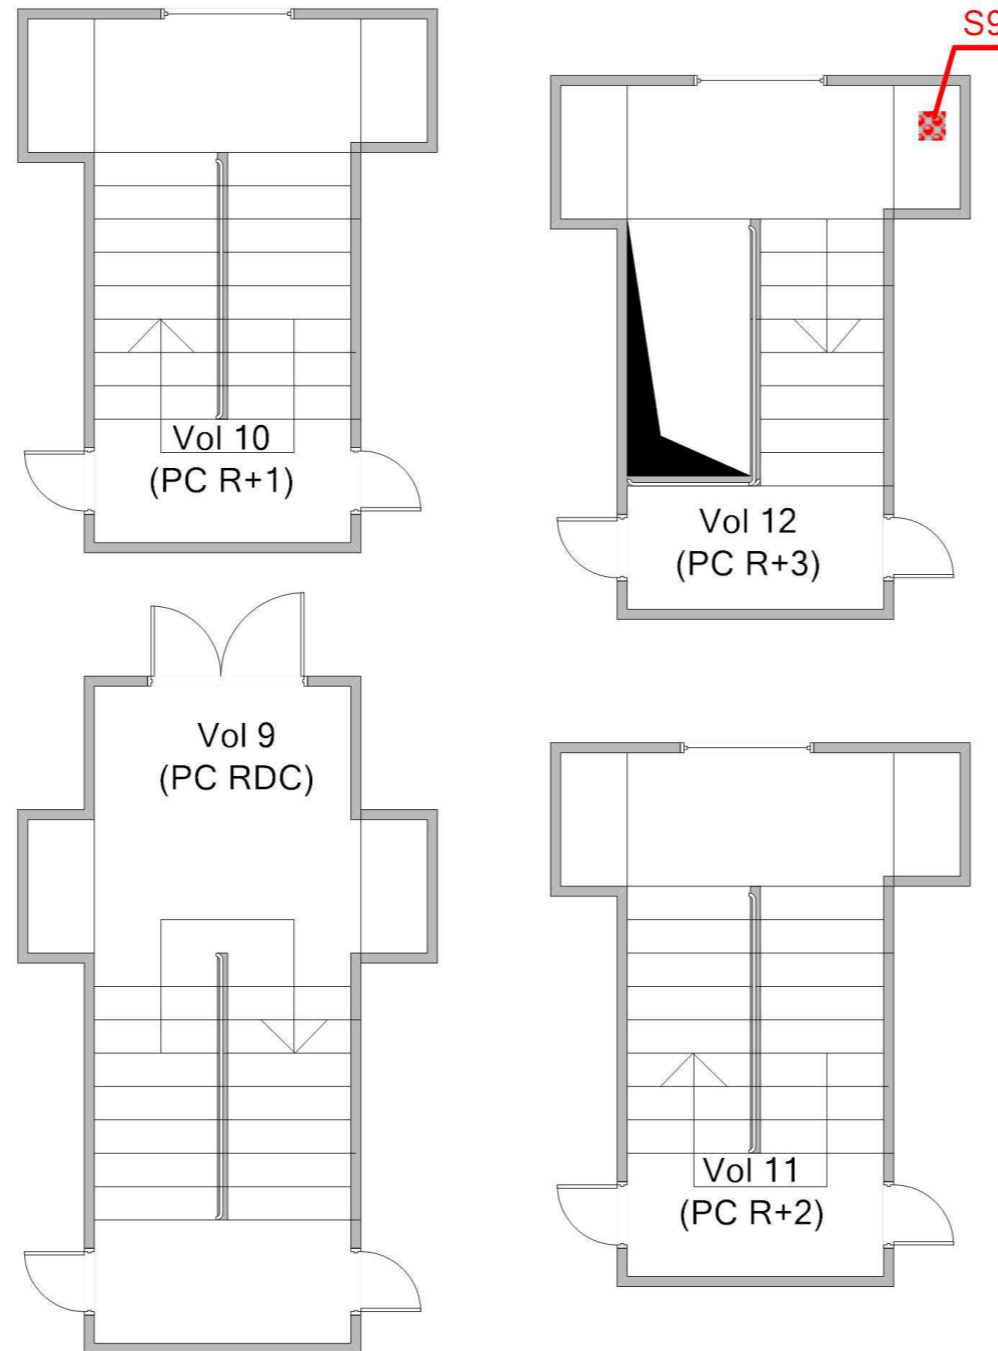 S9
Vol 10
(PC R+1)
Vol 12
(PC R+3)
Vol 9
(PC RDC)
Vol 11
(PC R+2)